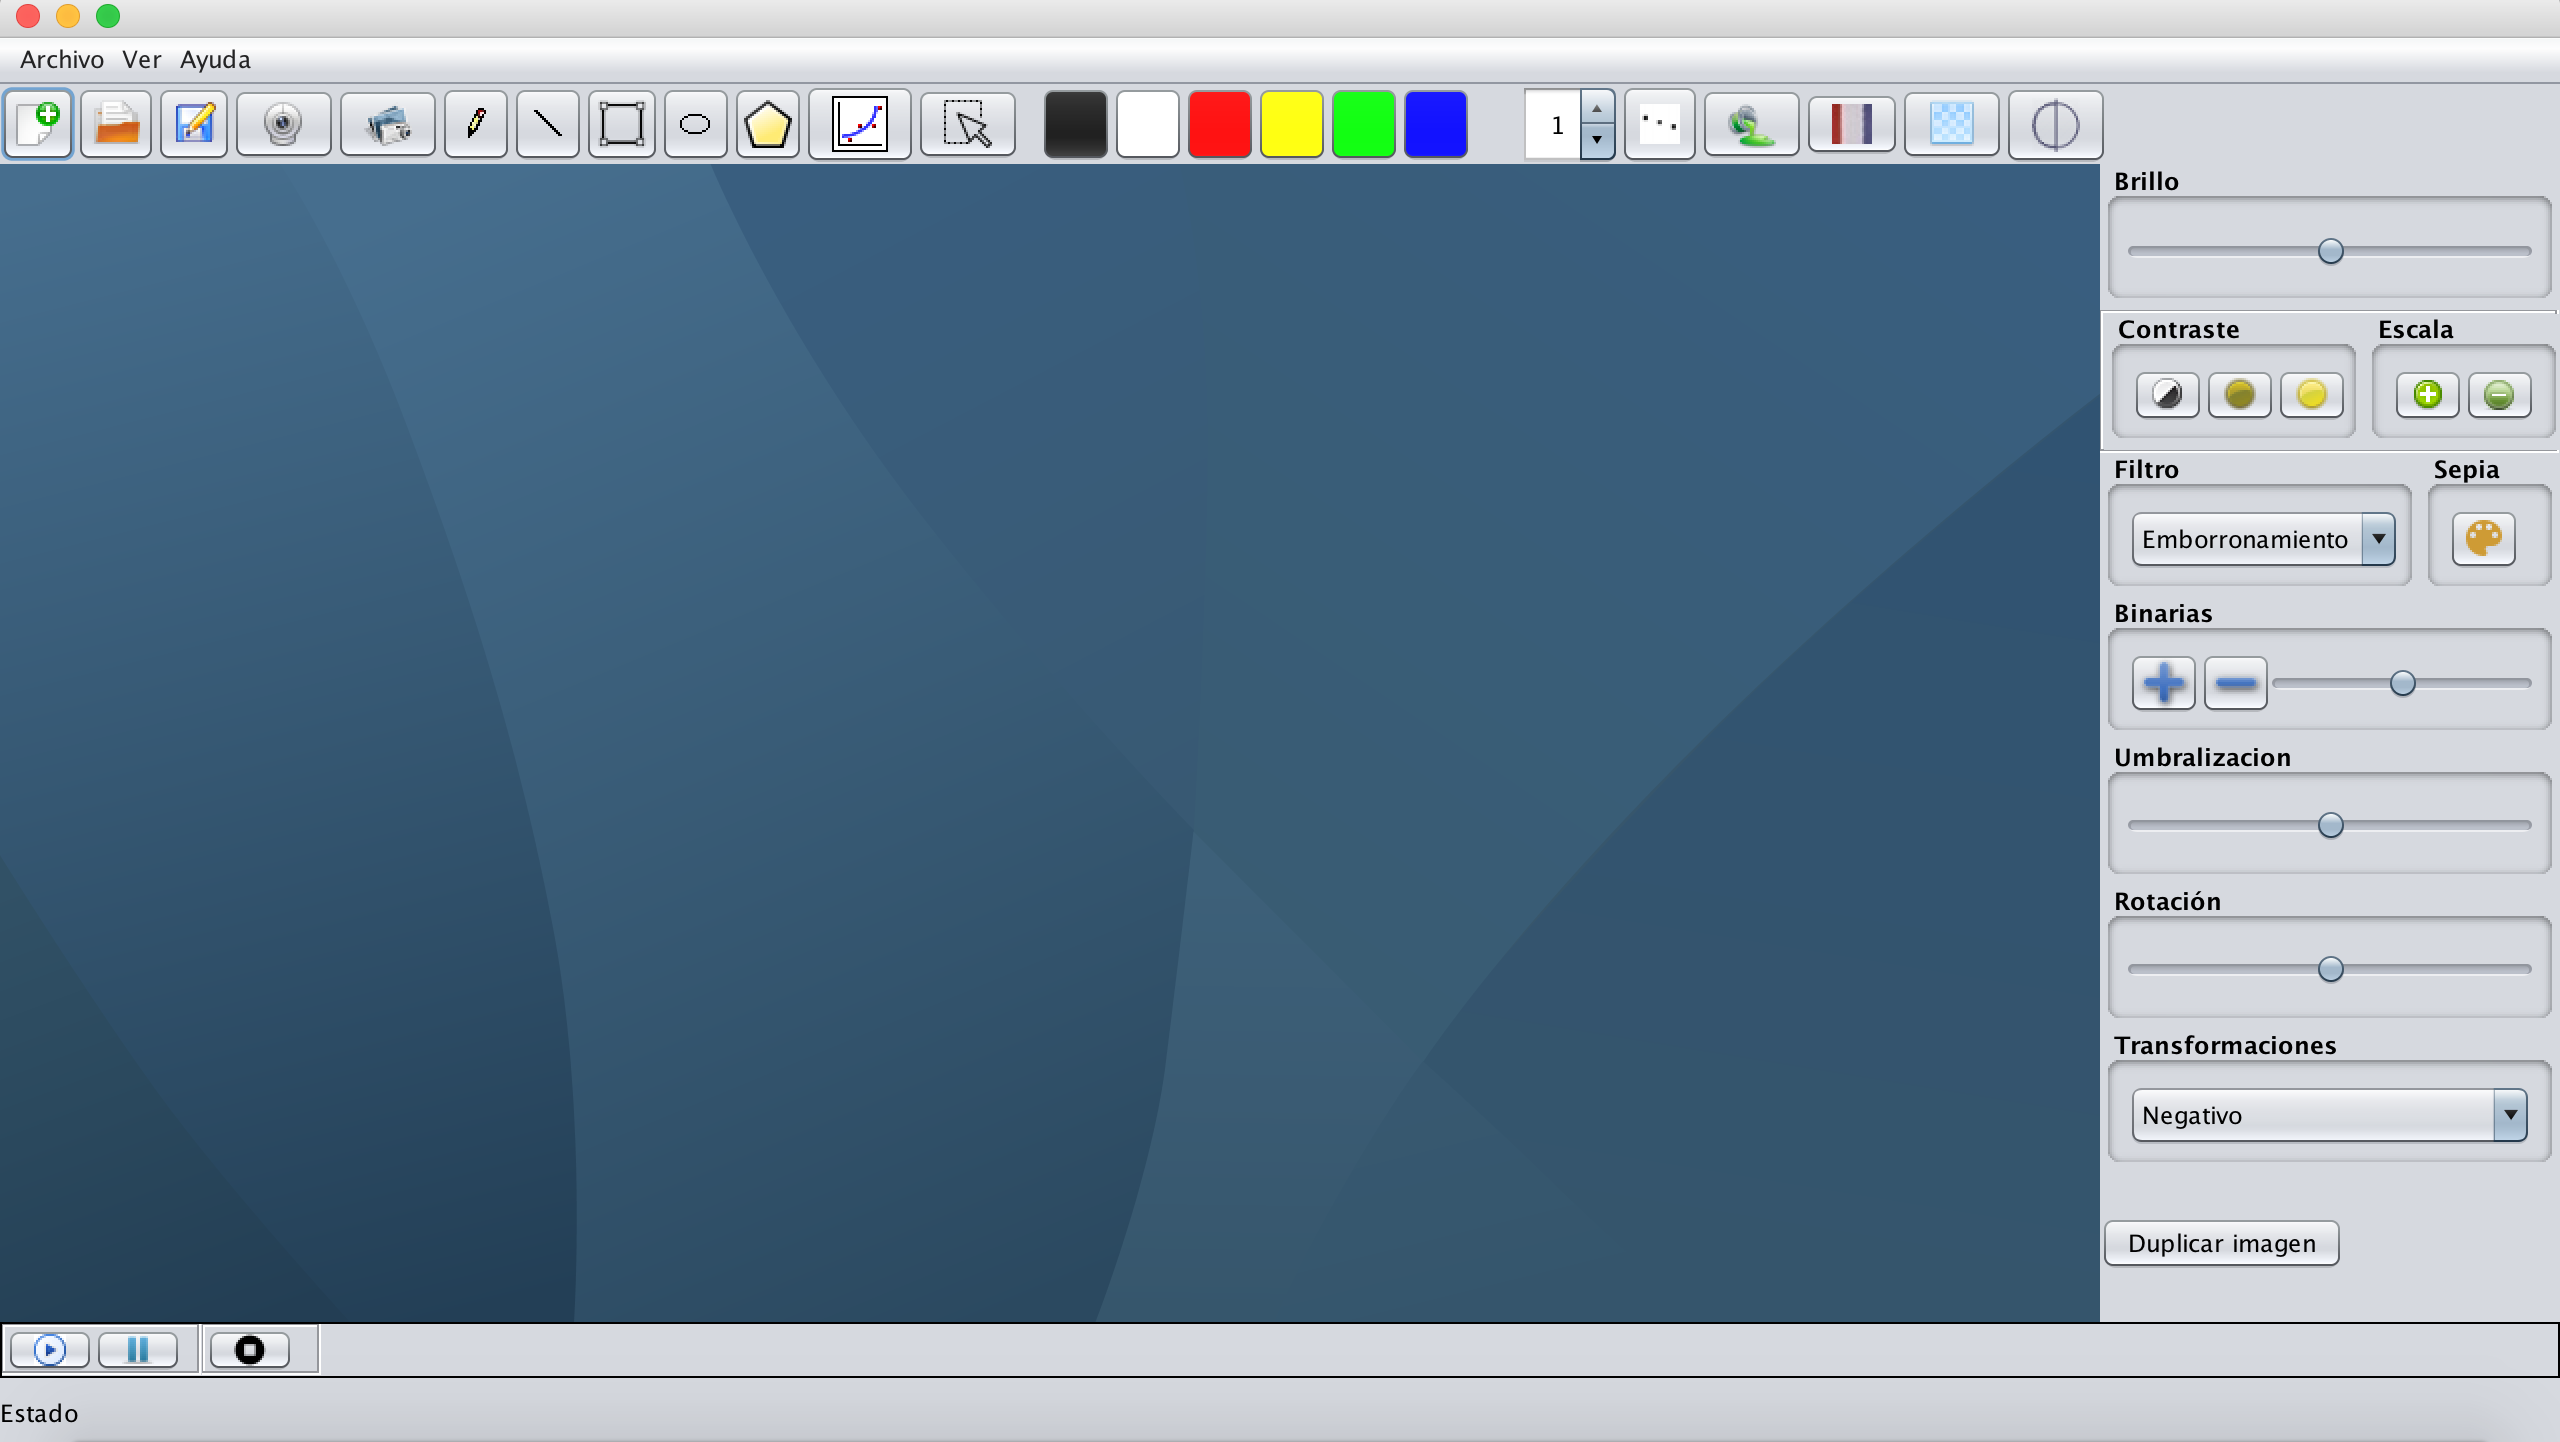 Archivo Ver Ayuda
1
Brillo
Contraste Escala
Filtro Sepia
Emborronamiento
Binarias
Umbralizacion
Rotación
Transformaciones
Negativo
Duplicar imagen
Estado